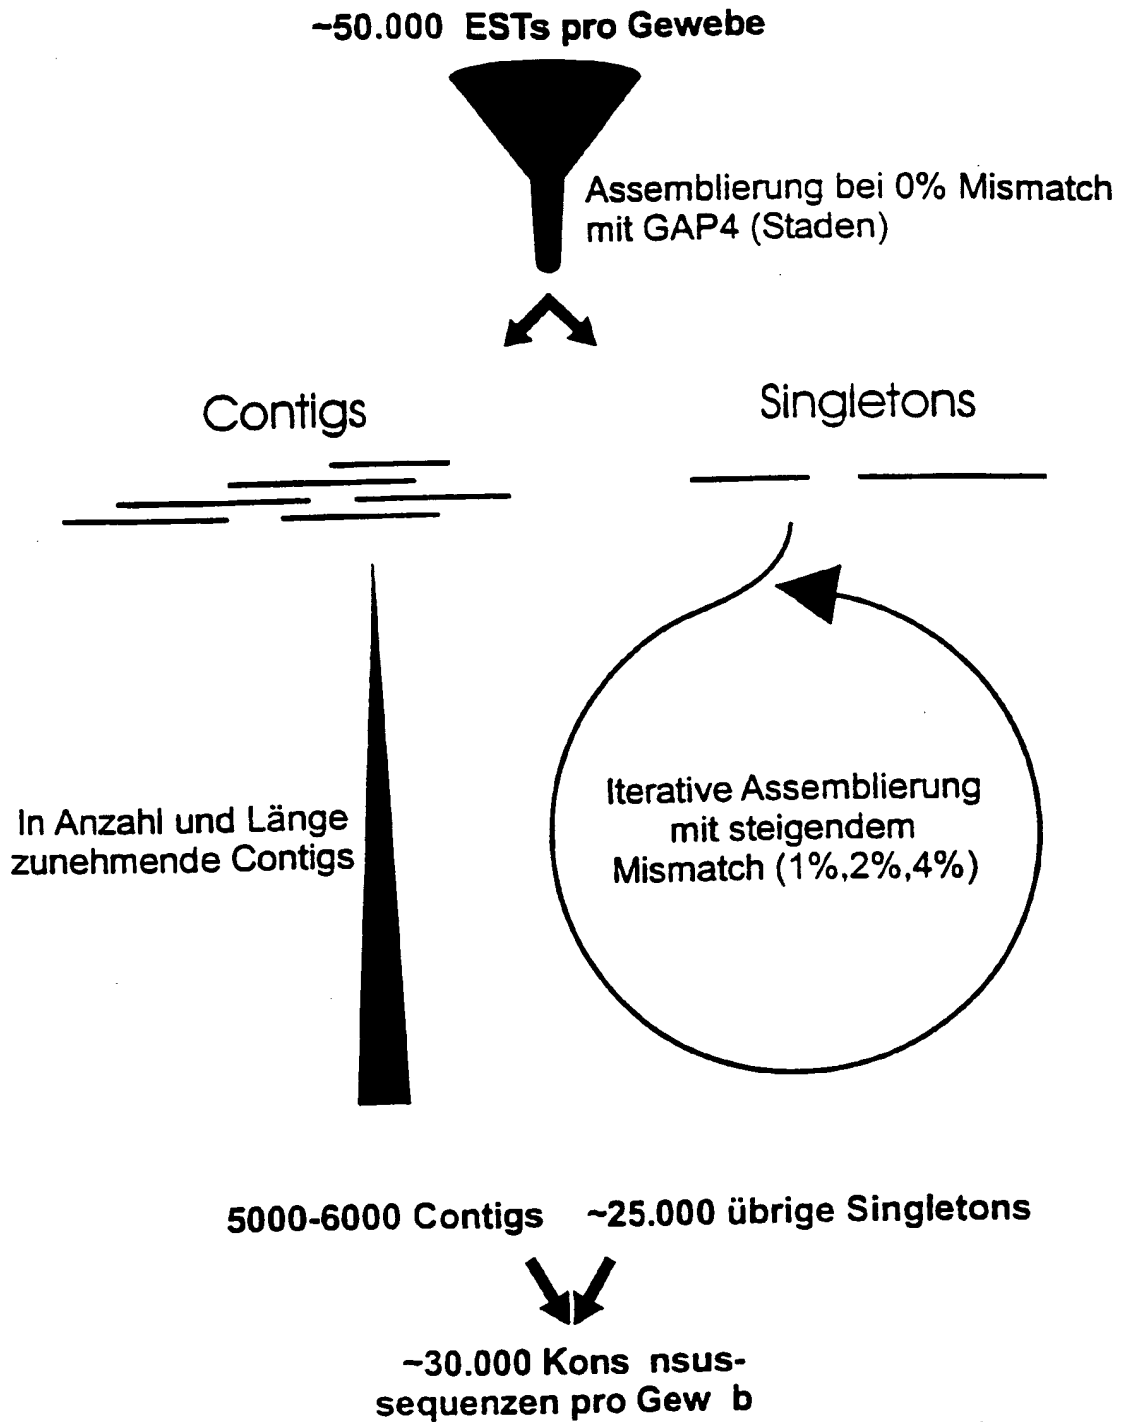 ~50.000 ESTs pro Gewebe
Assemblierung bei 0% Mismatch
mit GAP4 (Staden)
Contigs
Singletons
In Anzahl und Länge
zunehmende Contigs
Iterative Assemblierung
mit steigendem
Mismatch (1%,2%,4%)
5000-6000 Contigs
~25.000 übrige Singletons
~30.000 Kons nsus-
sequenzen pro Gew b